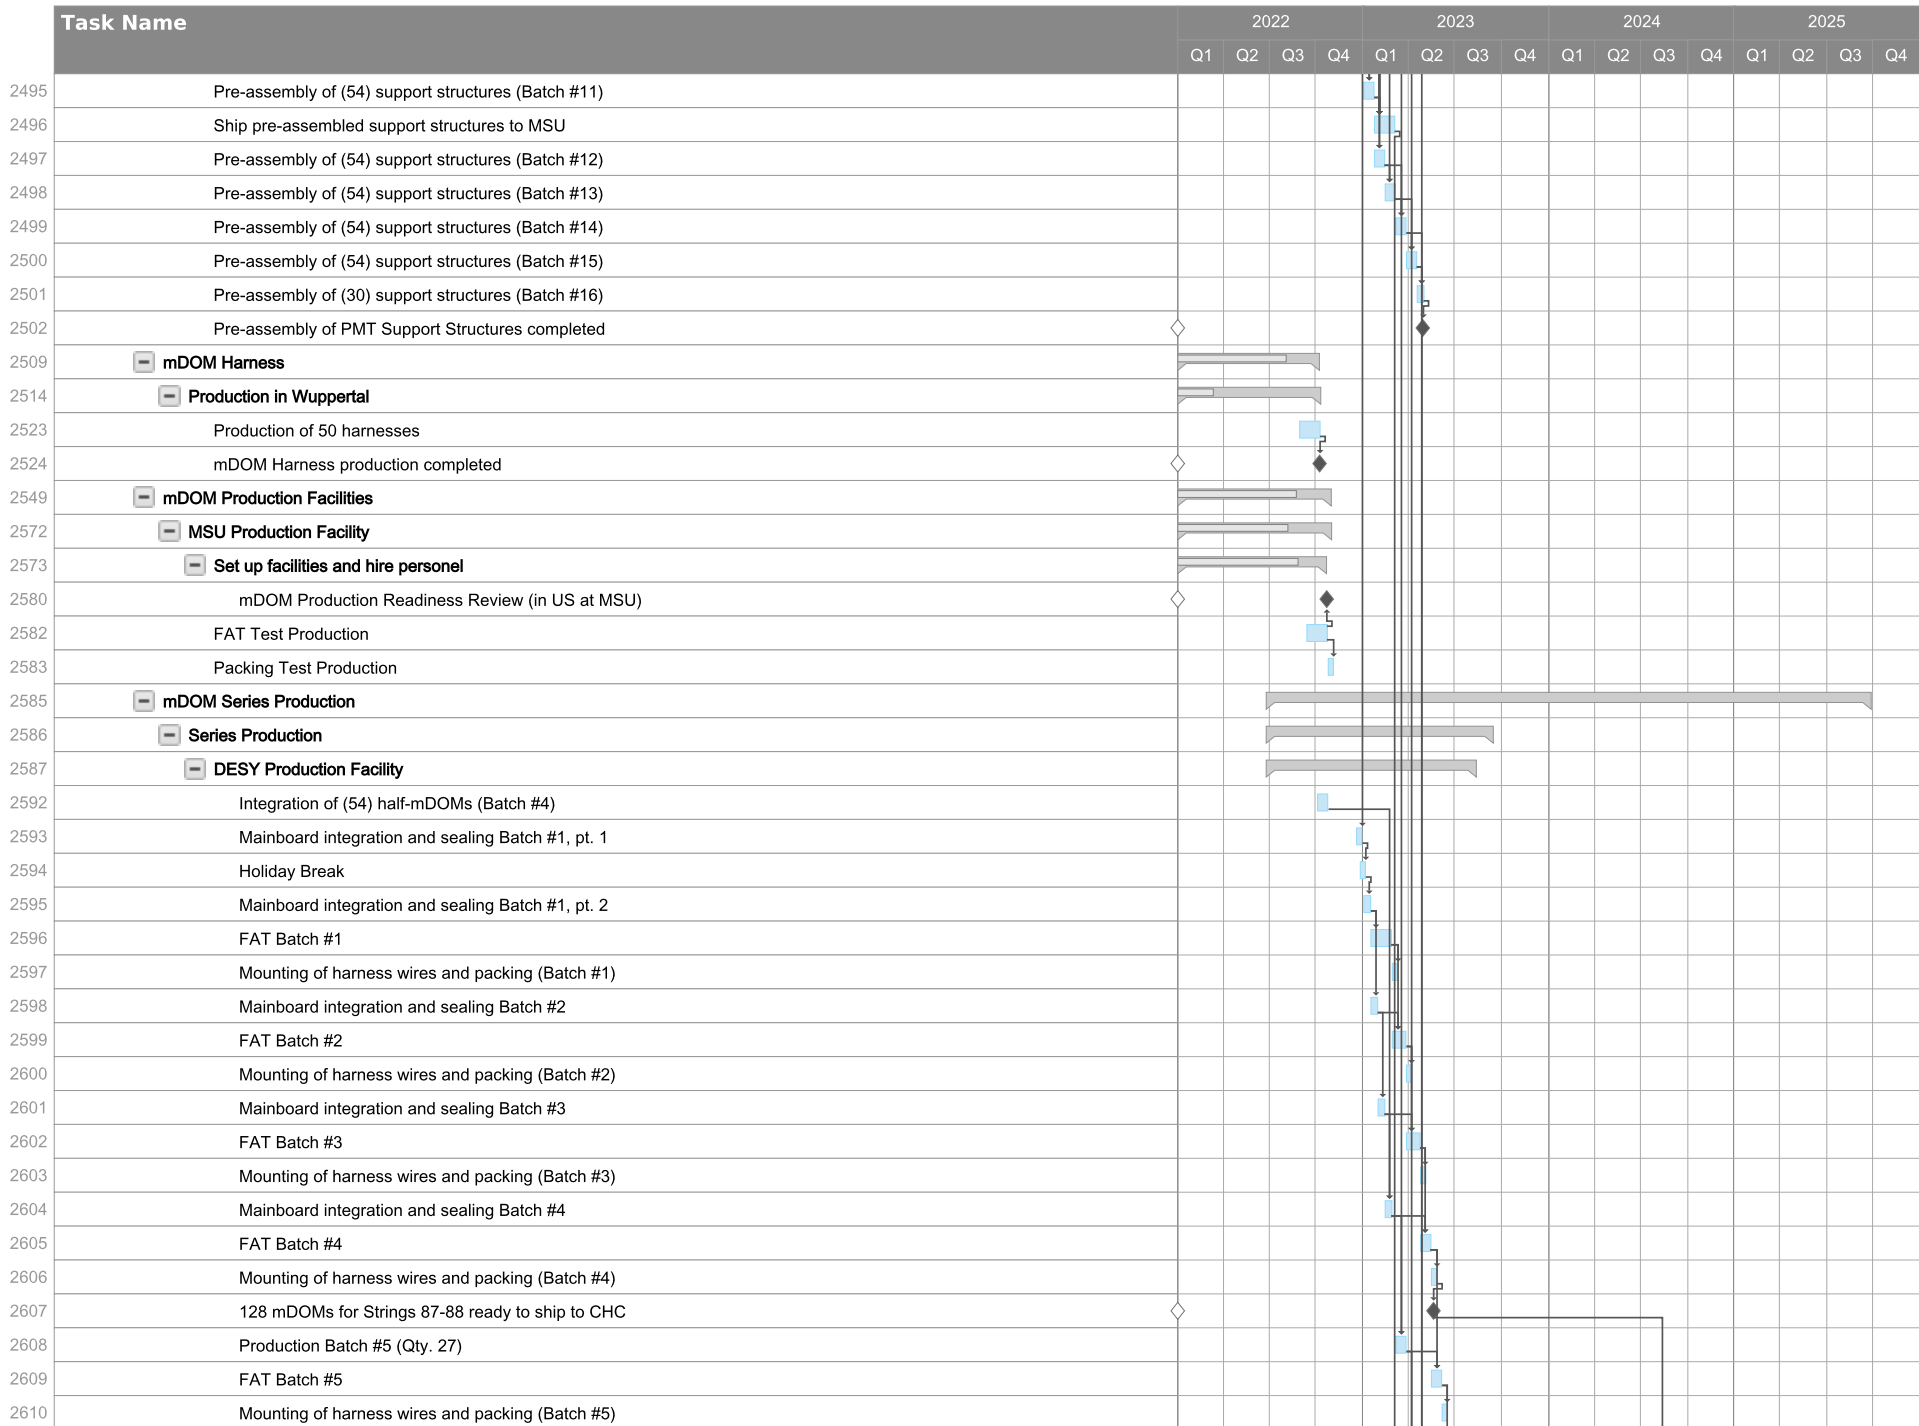 Task Name
2022 2023 2024 2025
Q1 Q2 Q3 Q4 Q1 Q2 Q3 Q4 Q1 Q2 Q3 Q4 Q1 Q2 Q3 Q4
2495 Pre-assembly of (54) support structures (Batch #11)
2496 Ship pre-assembled support structures to MSU
2497 Pre-assembly of (54) support structures (Batch #12)
2498 Pre-assembly of (54) support structures (Batch #13)
2499 Pre-assembly of (54) support structures (Batch #14)
2500 Pre-assembly of (54) support structures (Batch #15)
2501 Pre-assembly of (30) support structures (Batch #16)
2502 Pre-assembly of PMT Support Structures completed
2509 mDOM Harness
2514 Production in Wuppertal
2523 Production of 50 harnesses
2524 mDOM Harness production completed
2549 mDOM Production Facilities
2572 MSU Production Facility
2573 Set up facilities and hire personel
2580 mDOM Production Readiness Review (in US at MSU)
2582 FAT Test Production
2583 Packing Test Production
2585 mDOM Series Production
2586 Series Production
2587 DESY Production Facility
2592 Integration of (54) half-mDOMs (Batch #4)
2593 Mainboard integration and sealing Batch #1, pt. 1
2594 Holiday Break
2595 Mainboard integration and sealing Batch #1, pt. 2
2596 FAT Batch #1
2597 Mounting of harness wires and packing (Batch #1)
2598 Mainboard integration and sealing Batch #2
2599 FAT Batch #2
2600 Mounting of harness wires and packing (Batch #2)
2601 Mainboard integration and sealing Batch #3
2602 FAT Batch #3
2603 Mounting of harness wires and packing (Batch #3)
2604 Mainboard integration and sealing Batch #4
2605 FAT Batch #4
2606 Mounting of harness wires and packing (Batch #4)
2607 128 mDOMs for Strings 87-88 ready to ship to CHC
2608 Production Batch #5 (Qty. 27)
2609 FAT Batch #5
2610 Mounting of harness wires and packing (Batch #5)